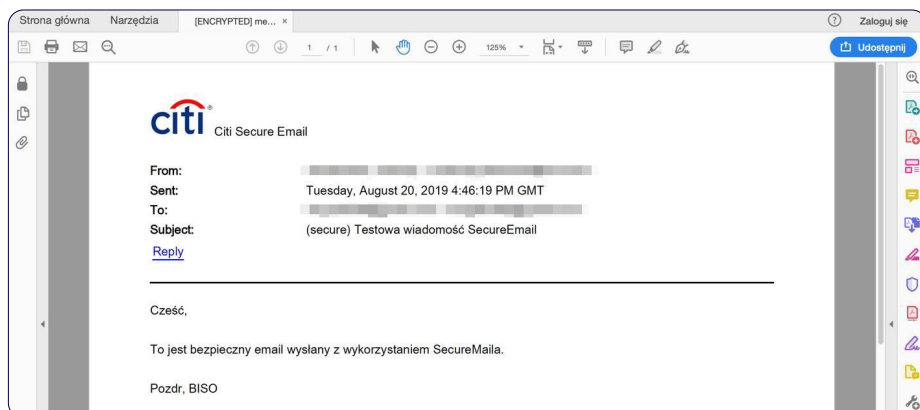 Strona główna Narzędzia [ENCRYPTED] me... × ? Zaloguj się
1 / 1 125% Udostępnij
citi® Citi Secure Email
From:
Sent: Tuesday, August 20, 2019 4:46:19 PM GMT
To:
Subject: (secure) Testowa wiadomość SecureEmail
Reply
Cześć,
To jest bezpieczny email wysłany z wykorzystaniem SecureMaila.
Pozdr, BISO